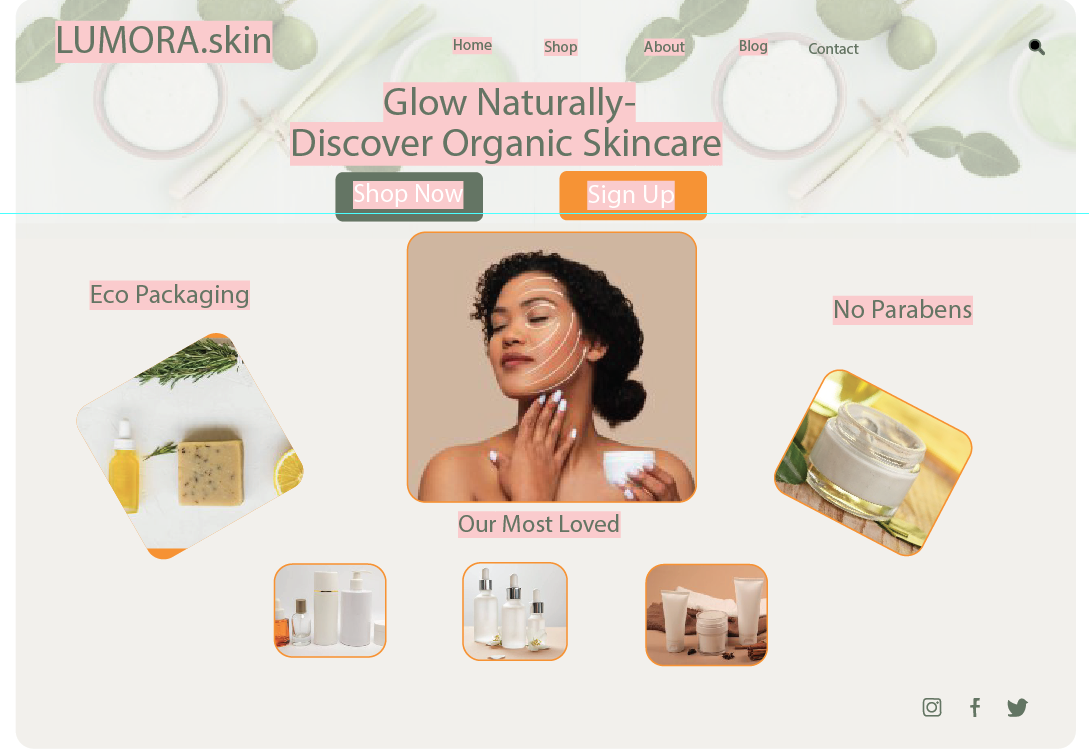 LUMORA.skin
Home
Shop
About
Blog
Contact
Glow Naturally-
Discover Organic Skincare
Shop Now
Sign Up
Eco Packaging
No Parabens
Our Most Loved